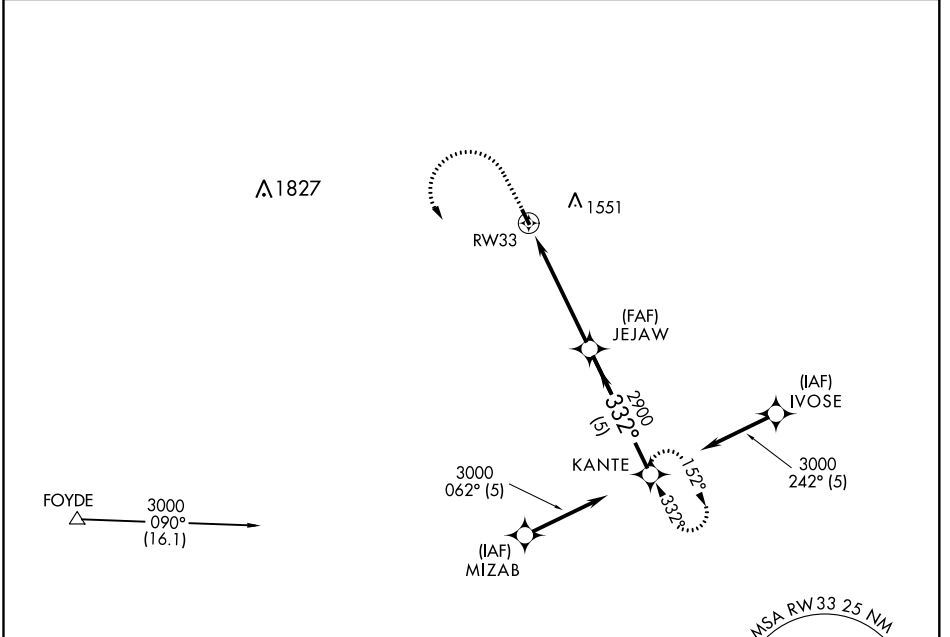 1827
1551
RW33
(FAF)
JEJAW
(IAF)
IVOSE
2900
332°
(5)
KANTE
152°
332°
3000
242° (5)
3000
062° (5)
FOYDE
3000
090°
(16.1)
(IAF)
MIZAB
MSA RW33 25 NM